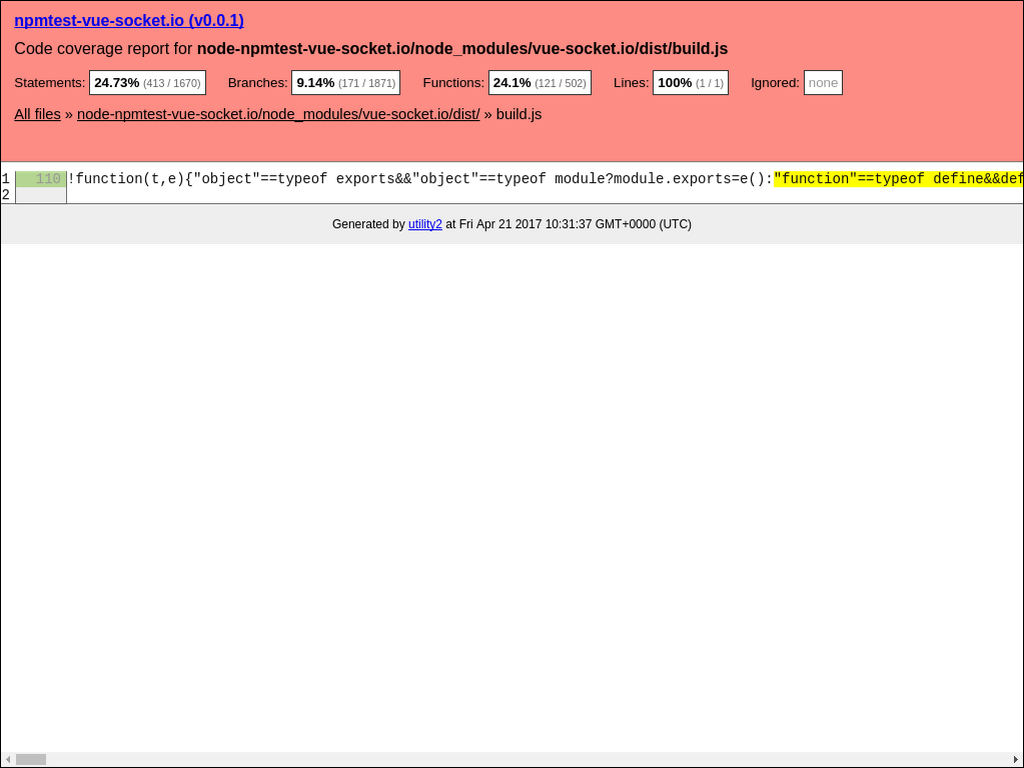 npmtest-vue-socket.io (v0.0.1)
Code coverage report for node-npmtest-vue-socket.io/node_modules/vue-socket.io/dist/build.js
Statements: 24.73% (413 / 1670) Branches: 9.14% (171 / 1871) Functions: 24.1% (121 / 502) Lines: 100% (1 / 1) Ignored: none
All files » node-npmtest-vue-socket.io/node_modules/vue-socket.io/dist/ » build.js
1 110 !function(t,e){"object"==typeof exports&&"object"==typeof module?module.exports=e():"function"==typeof define&&def
2
Generated by utility2 at Fri Apr 21 2017 10:31:37 GMT+0000 (UTC)